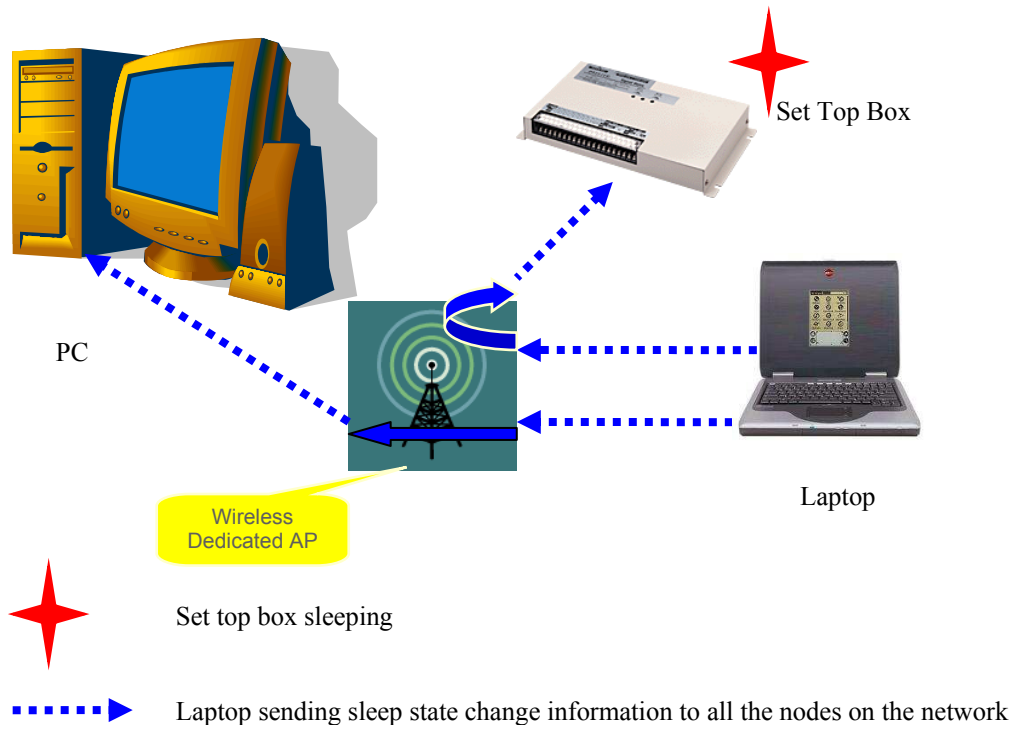 Set Top Box
PC
Laptop
Wireless
Dedicated AP
Set top box sleeping
Laptop sending sleep state change information to all the nodes on the network